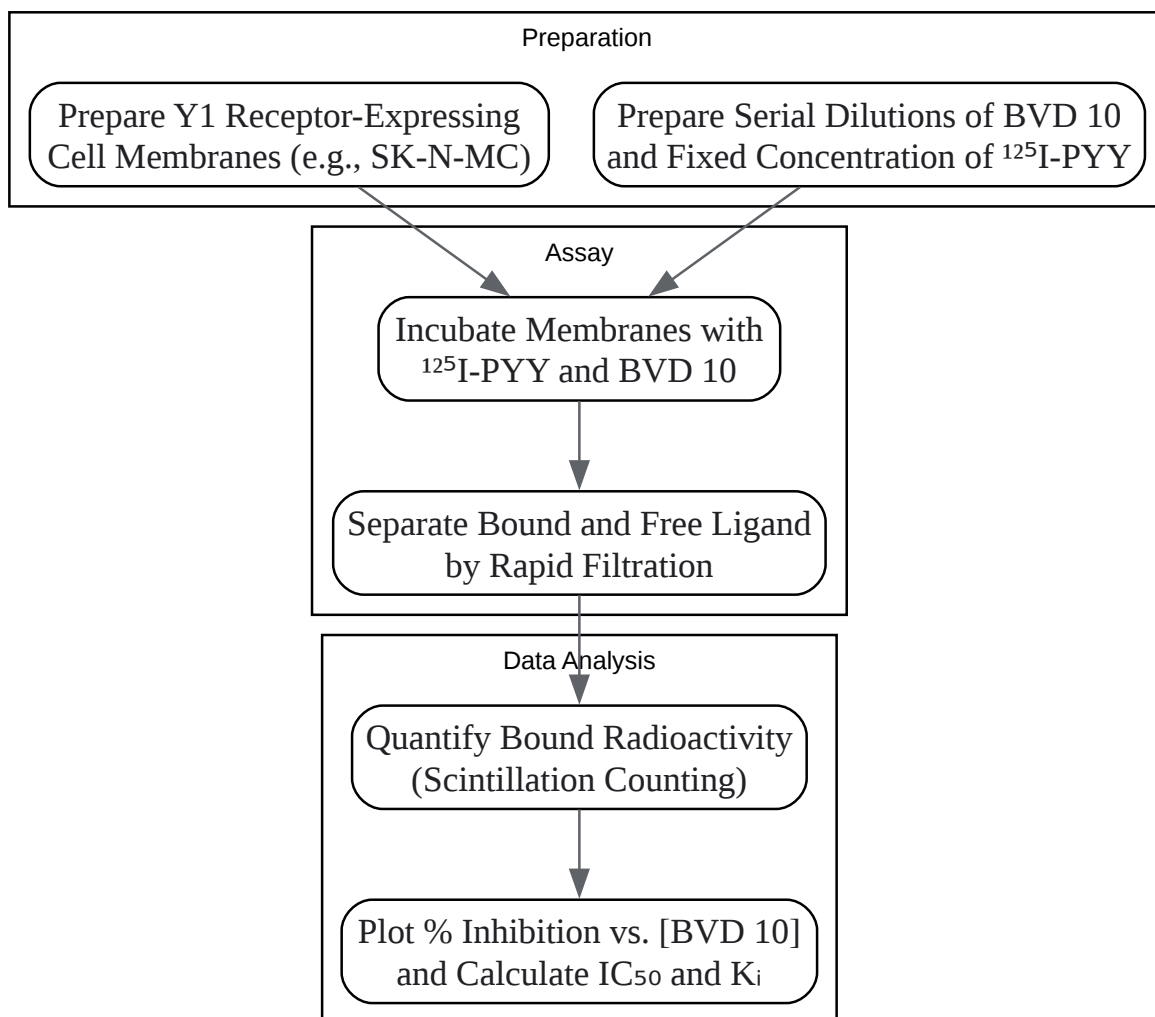 Preparation
Prepare Y1 Receptor-Expressing
Cell Membranes (e.g., SK-N-MC)
Prepare Serial Dilutions of BVD 10
and Fixed Concentration of ¹²⁵I-PYY
Assay
Incubate Membranes with
¹²⁵I-PYY and BVD 10
Separate Bound and Free Ligand
by Rapid Filtration
Data Analysis
Quantify Bound Radioactivity
(Scintillation Counting)
Plot % Inhibition vs. [BVD 10]
and Calculate IC₅₀ and Kᵢ